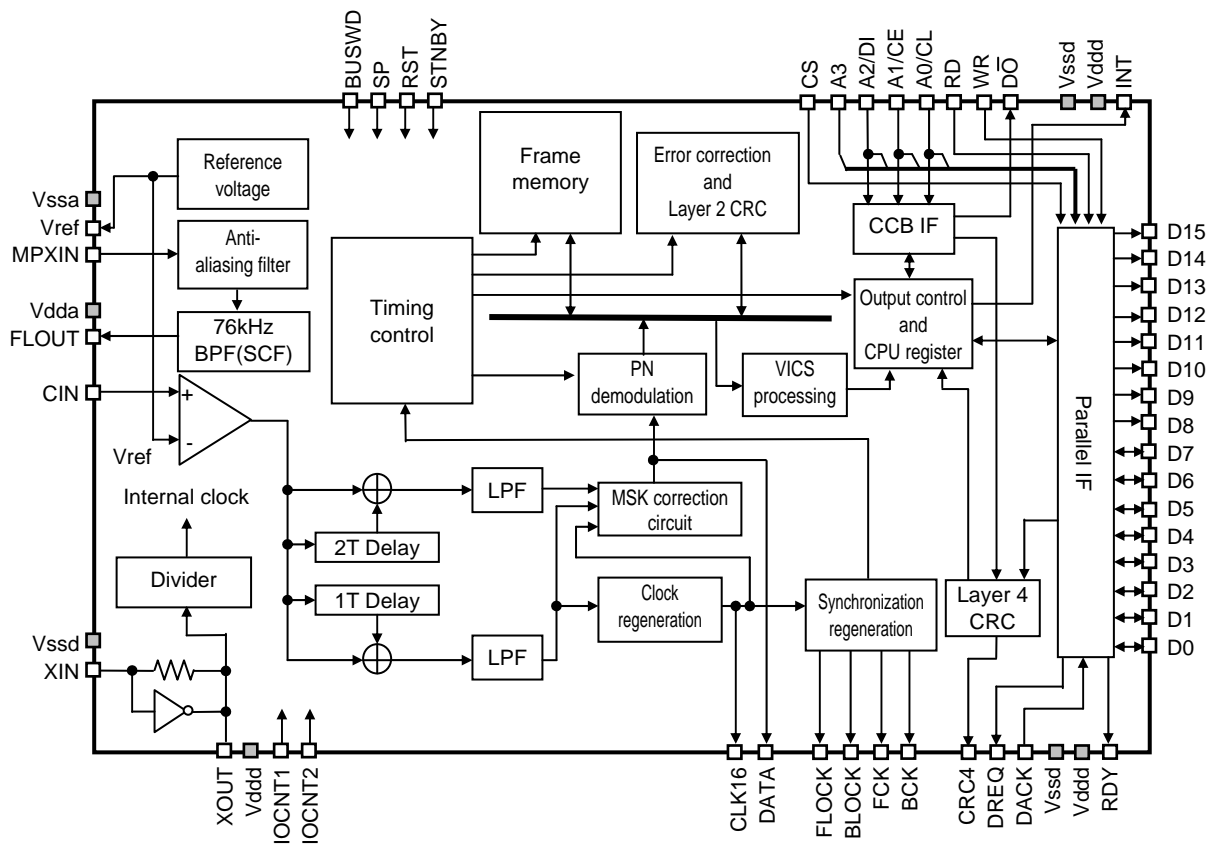 BUSWD
SP
RST
STNBY
CS
A3
A2/DI
A1/CE
A0/CL
RD
WR
DO
Vssd
Vddd
INT
Reference
voltage
Frame
memory
Error correction
and
Layer 2 CRC
Vssa
Vref
MPXIN
Vdda
FLOUT
CIN
Anti-
aliasing filter
76kHz
BPF(SCF)
CCB IF
Timing
control
Output control
and
CPU register
PN
demodulation
VICS
processing
Parallel IF
D15
D14
D13
D12
D11
D10
D9
D8
D7
D6
D5
D4
D3
D2
D1
D0
+
-
Vref
Internal clock
LPF
MSK correction
circuit
2T Delay
Divider
1T Delay
Clock
regeneration
Synchronization
regeneration
Layer 4
CRC
LPF
Vssd
XIN
XOUT
Vddd
IOCNT1
IOCNT2
CLK16
DATA
FLOCK
BLOCK
FCK
BCK
CRC4
DREQ
DACK
Vssd
Vddd
RDY